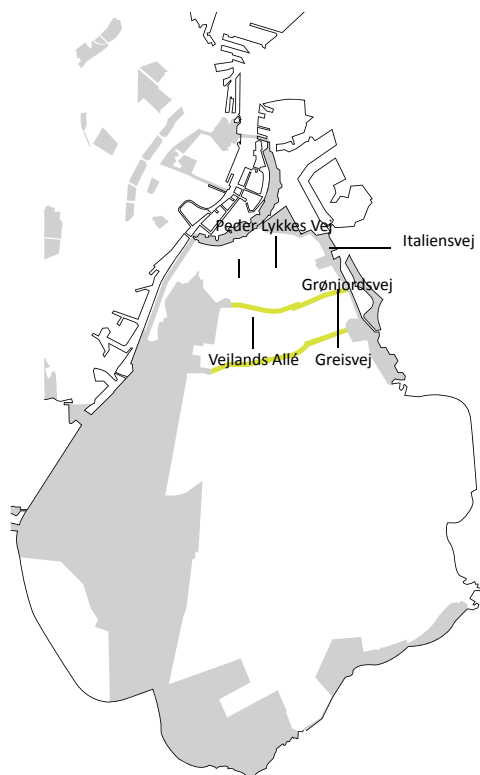 Peder Lykkes Vej
Italiensvej
Grønjordsvej
Vejlands Allé
Greisvej